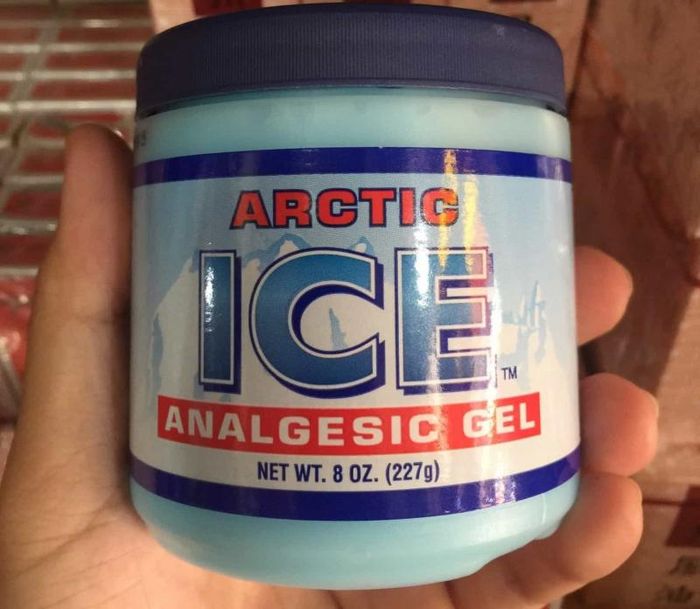 ARCTIC
ICE™
ANALGESIC GEL
NET WT. 8 OZ. (227g)